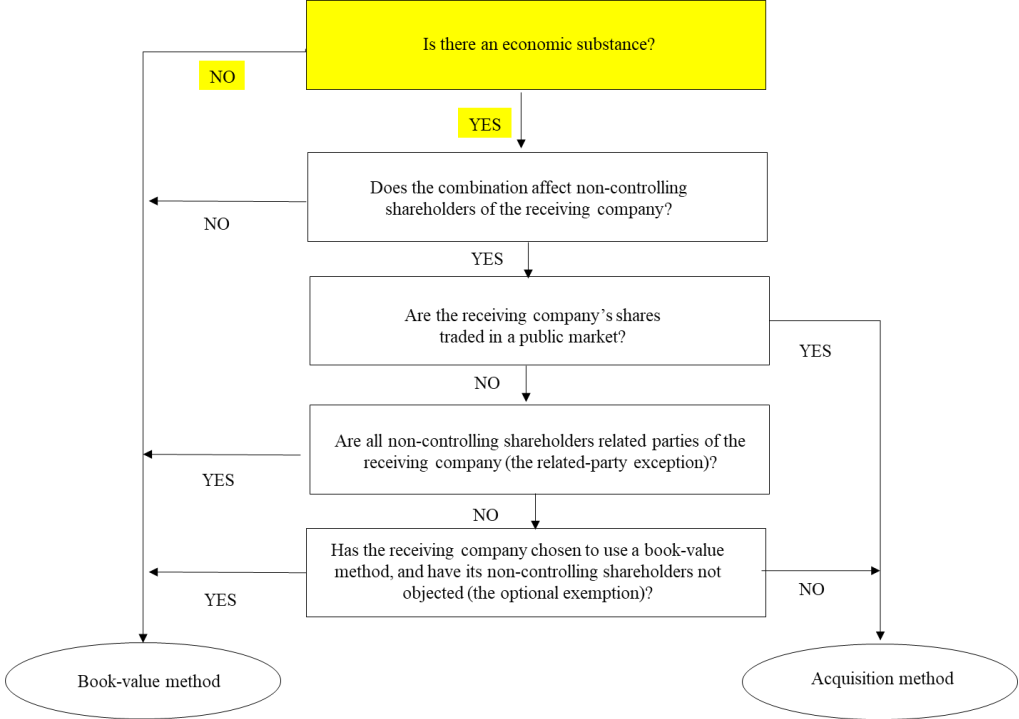 Is there an economic substance?
NO
YES
Does the combination affect non-controlling
shareholders of the receiving company?
NO
YES
Are the receiving company’s shares
traded in a public market?
YES
NO
Are all non-controlling shareholders related parties of the
receiving company (the related-party exception)?
YES
NO
Has the receiving company chosen to use a book-value
method, and have its non-controlling shareholders not
objected (the optional exemption)?
YES
NO
Book-value method
Acquisition method